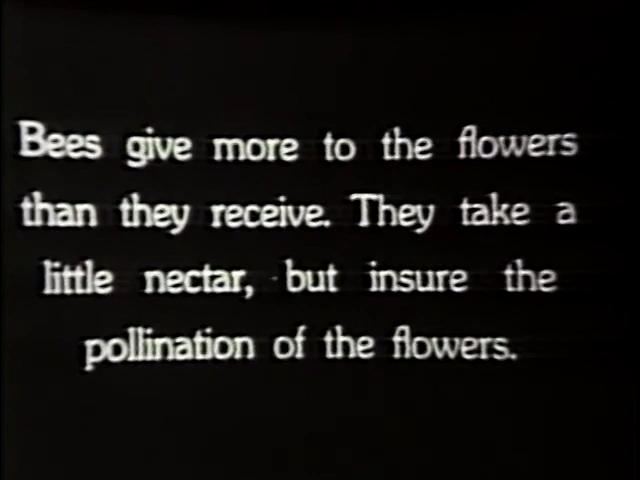 Bees give more to the flowers
than they receive. They take a
little nectar, but insure the
pollination of the flowers.